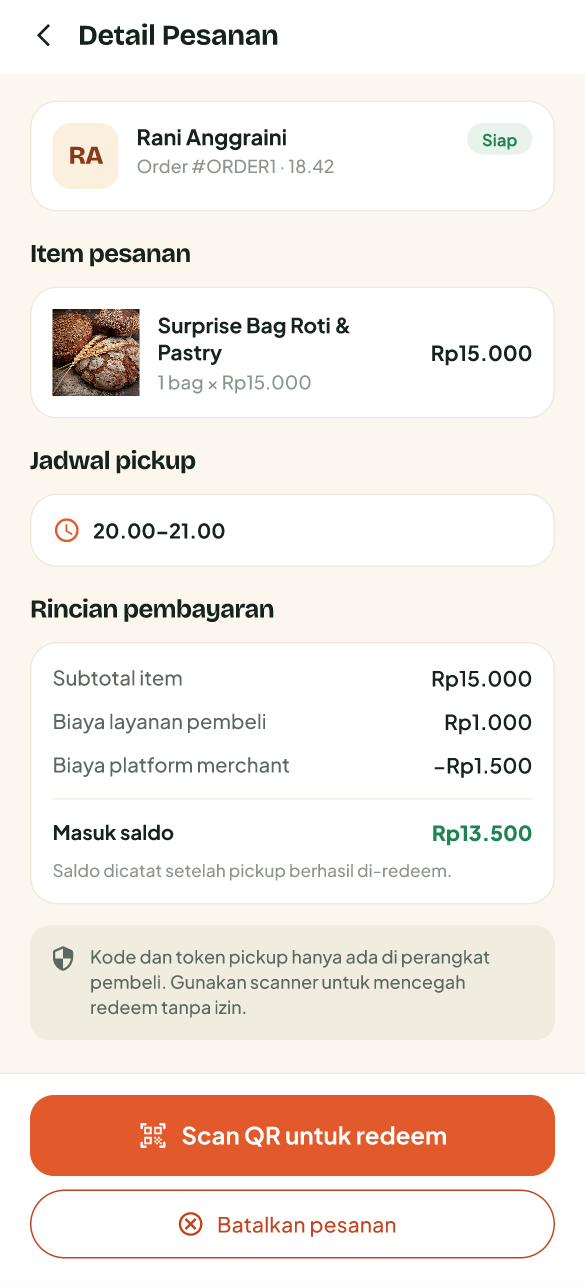 Detail Pesanan
RA
Rani Anggraini
Siap
Order #ORDER1 · 18.42
Item pesanan
Surprise Bag Roti &
Pastry
Rp15.000
1 bag × Rp15.000
Jadwal pickup
20.00–21.00
Rincian pembayaran
Subtotal item Rp15.000
Biaya layanan pembeli Rp1.000
Biaya platform merchant –Rp1.500
Masuk saldo Rp13.500
Saldo dicatat setelah pickup berhasil di-redeem.
Kode dan token pickup hanya ada di perangkat
pembeli. Gunakan scanner untuk mencegah
redeem tanpa izin.
Scan QR untuk redeem
Batalkan pesanan